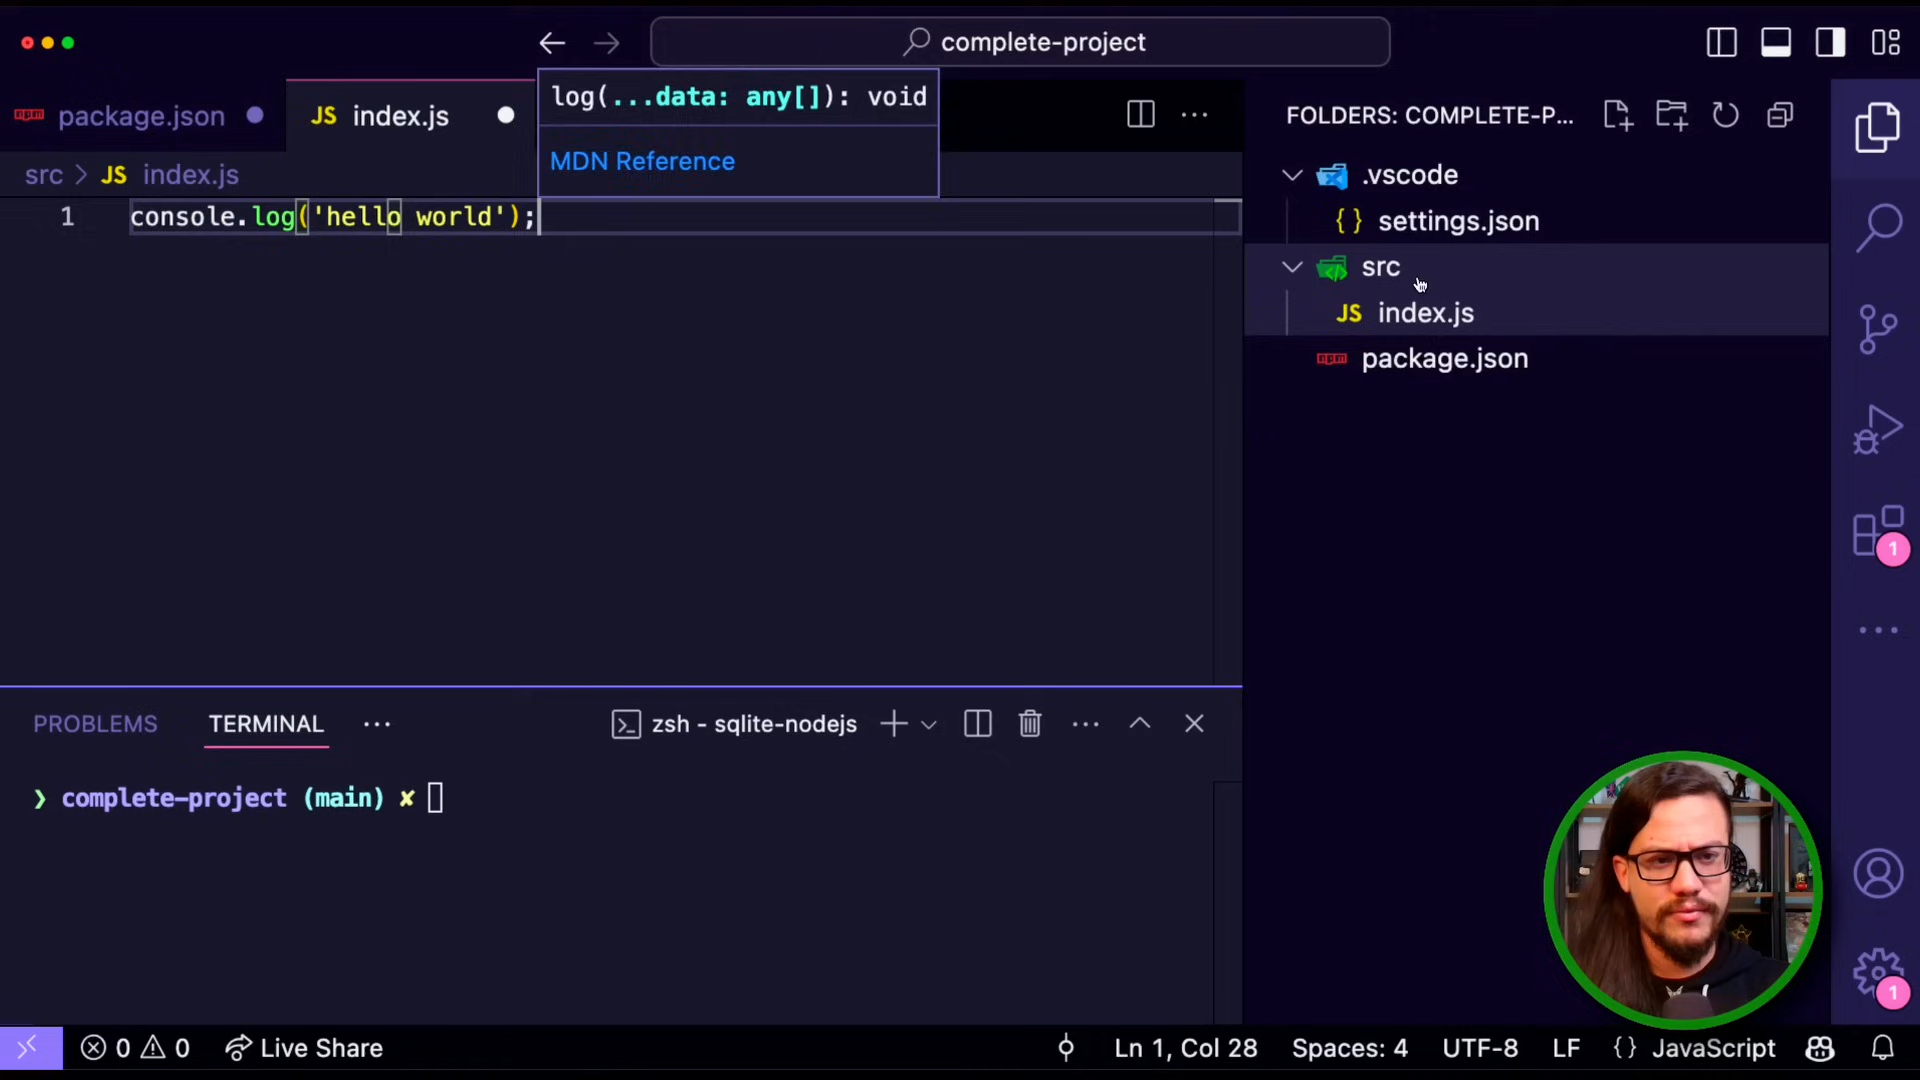 complete-project
package.json
JS index.js
log(...data: any[]): void
MDN Reference
src > JS index.js
1 console.log('hello world');
FOLDERS: COMPLETE-P...
.vscode
{} settings.json
src
JS index.js
package.json
1
PROBLEMS
TERMINAL
zsh - sqlite-nodejs
❯ complete-project (main) ✘
1
0 0
Live Share
Ln 1, Col 28
Spaces: 4
UTF-8
LF
{} JavaScript